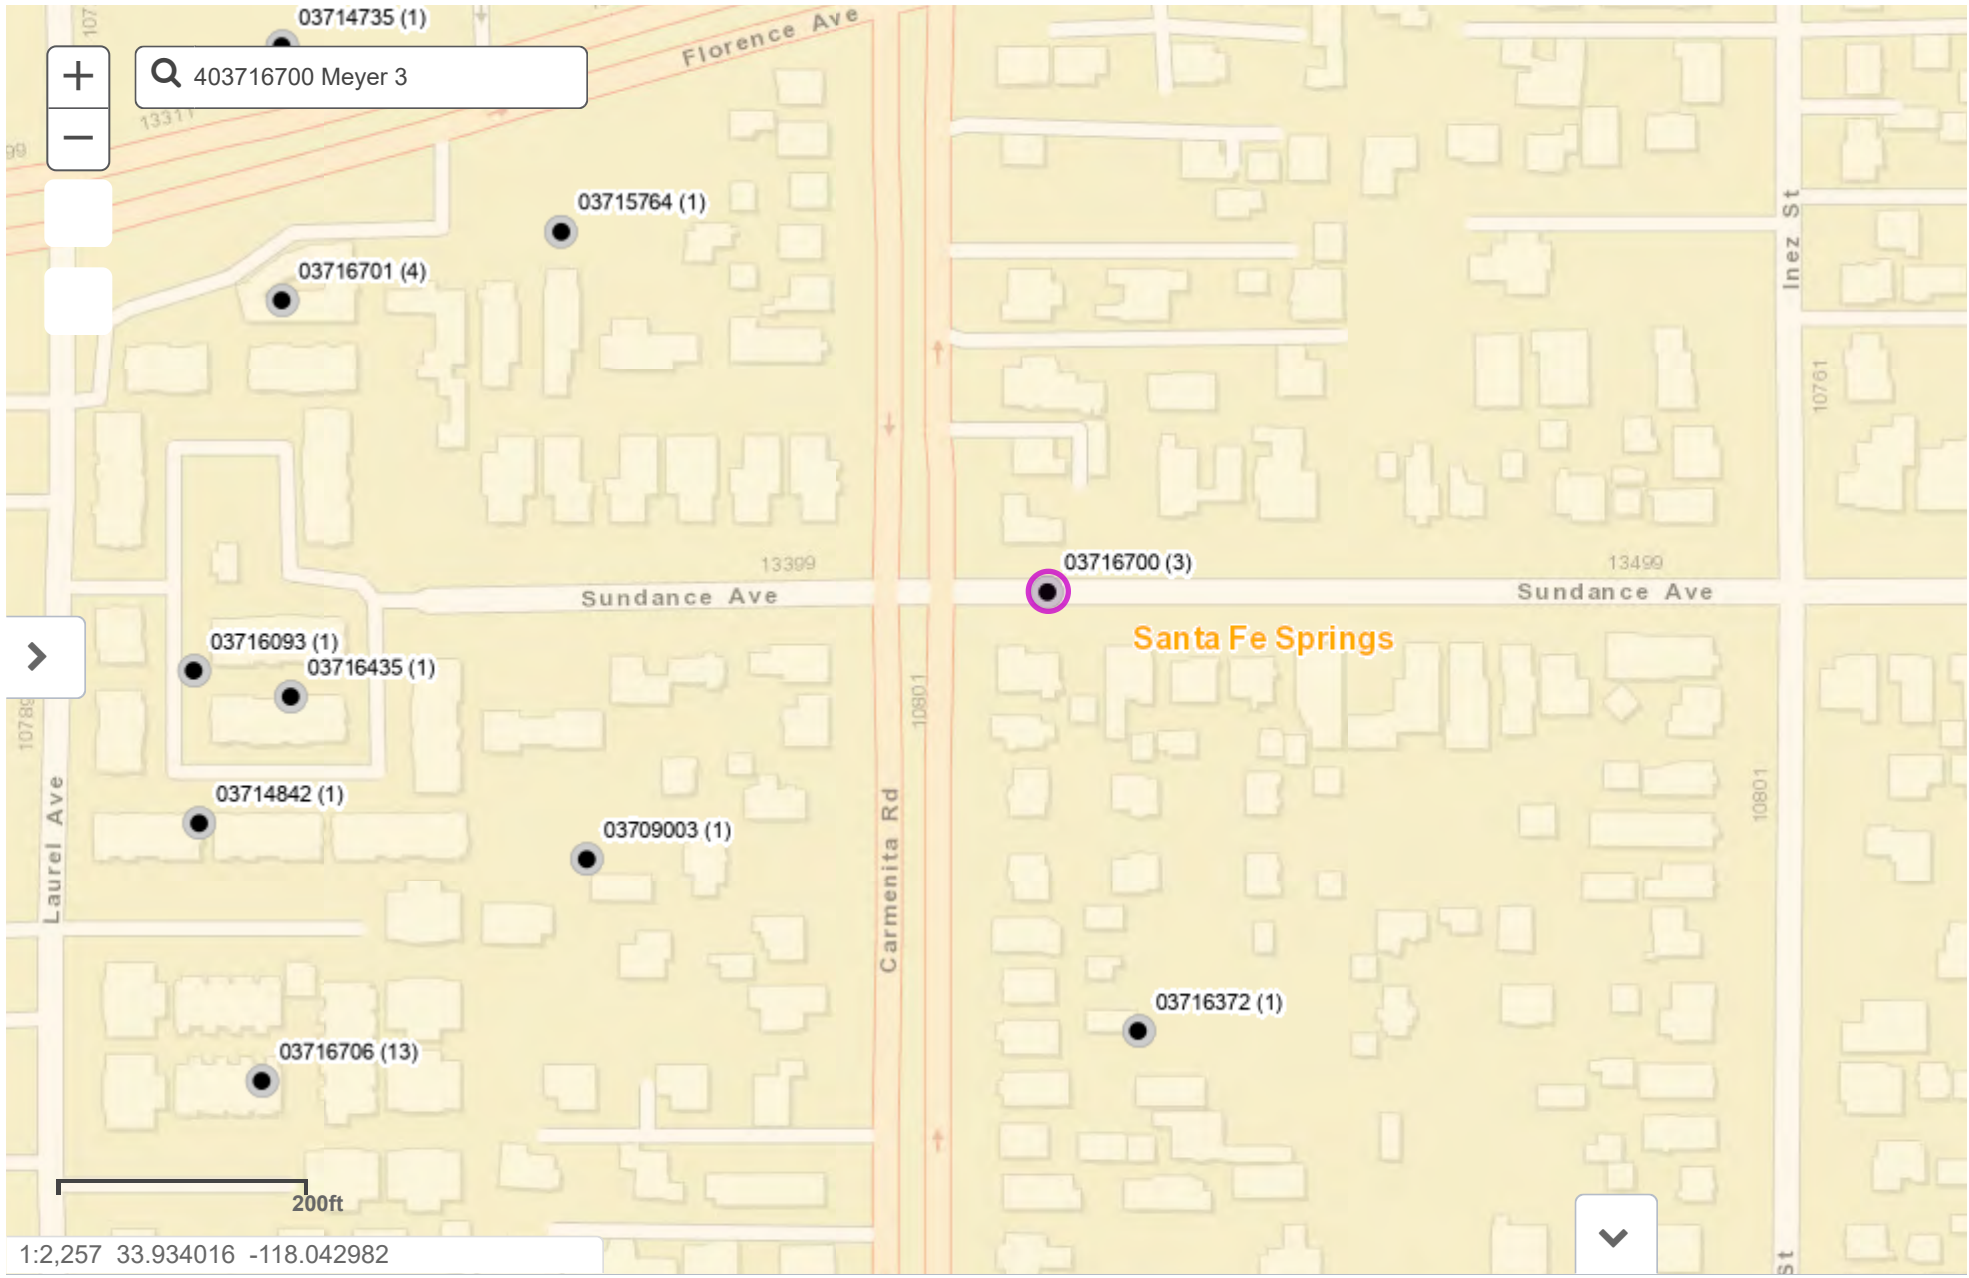 03714735 (1)
Florence Ave
403716700 Meyer 3
13311
03715764 (1)
Inez St
03716701 (4)
10761
13399
03716700 (3)
13499
Sundance Ave
Sundance Ave
Santa Fe Springs
03716093 (1)
03716435 (1)
10789
10801
03714842 (1)
10801
Laurel Ave
03709003 (1)
Carmenita Rd
03716372 (1)
03716706 (13)
200ft
1:2,257 33.934016 -118.042982
St